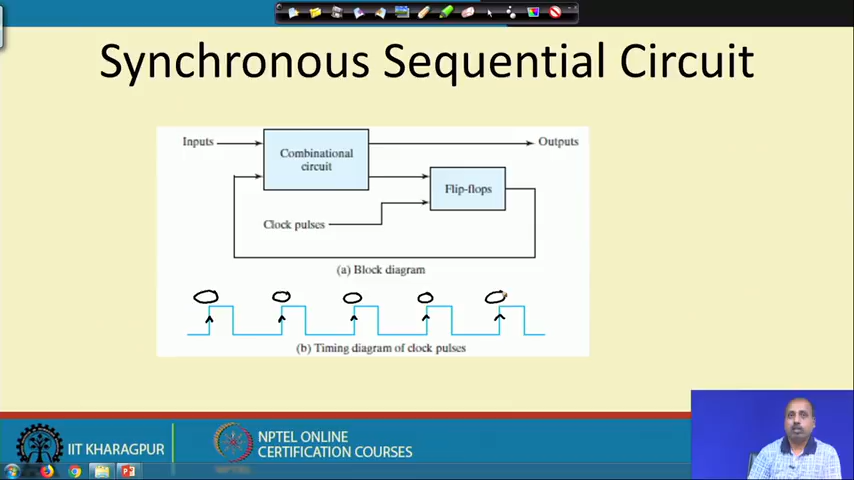 Synchronous Sequential Circuit
Inputs
Combinational
circuit
Outputs
Flip-flops
Clock pulses
(a) Block diagram
(b) Timing diagram of clock pulses
IIT KHARAGPUR
NPTEL ONLINE
CERTIFICATION COURSES
NPTEL